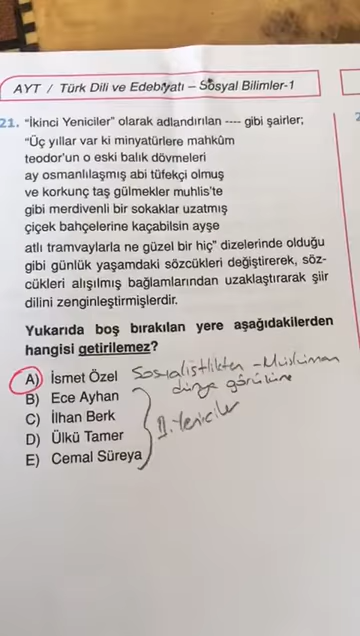 AYT / Türk Dili ve Edebiyatı – Sosyal Bilimler-1
21. "İkinci Yeniciler" olarak adlandırılan ---- gibi şairler;
"Üç yıllar var ki minyatürlere mahkûm
teodor'un o eski balık dövmeleri
ay osmanlılaşmış abi tüfekçi olmuş
ve korkunç taş gülmekler muhlis'te
gibi merdivenli bir sokaklar uzatmış
çiçek bahçelerine kaçabilsin ayşe
atlı tramvaylarla ne güzel bir hiç" dizelerinde olduğu
gibi günlük yaşamdaki sözcükleri değiştirerek, söz-
cükleri alışılmış bağlamlarından uzaklaştırarak şiir
dilini zenginleştirmişlerdir.
Yukarıda boş bırakılan yere aşağıdakilerden
hangisi getirilemez?
A) İsmet Özel Sosyalistlikten - Müslüman
dünya görüşüne
B) Ece Ayhan
C) İlhan Berk
D) Ülkü Tamer
E) Cemal Süreya
II. Yeniciler
2